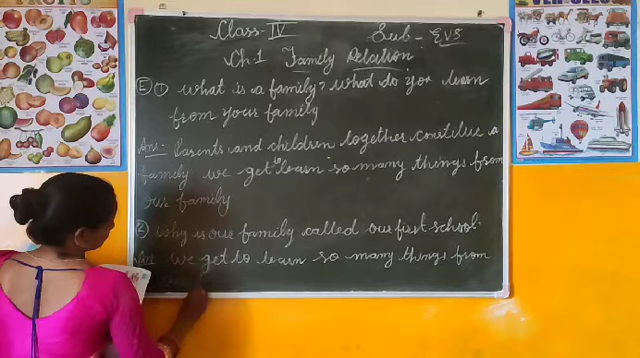 Class-IV Sub- EVS
Ch.1 Family Relation
E) ① What is a family? What do you learn
from your family
Ans:- Parents and children together constitue a
family we get to learn so many things from
our family
② Why is our family called our first school.
we get to learn so many things from